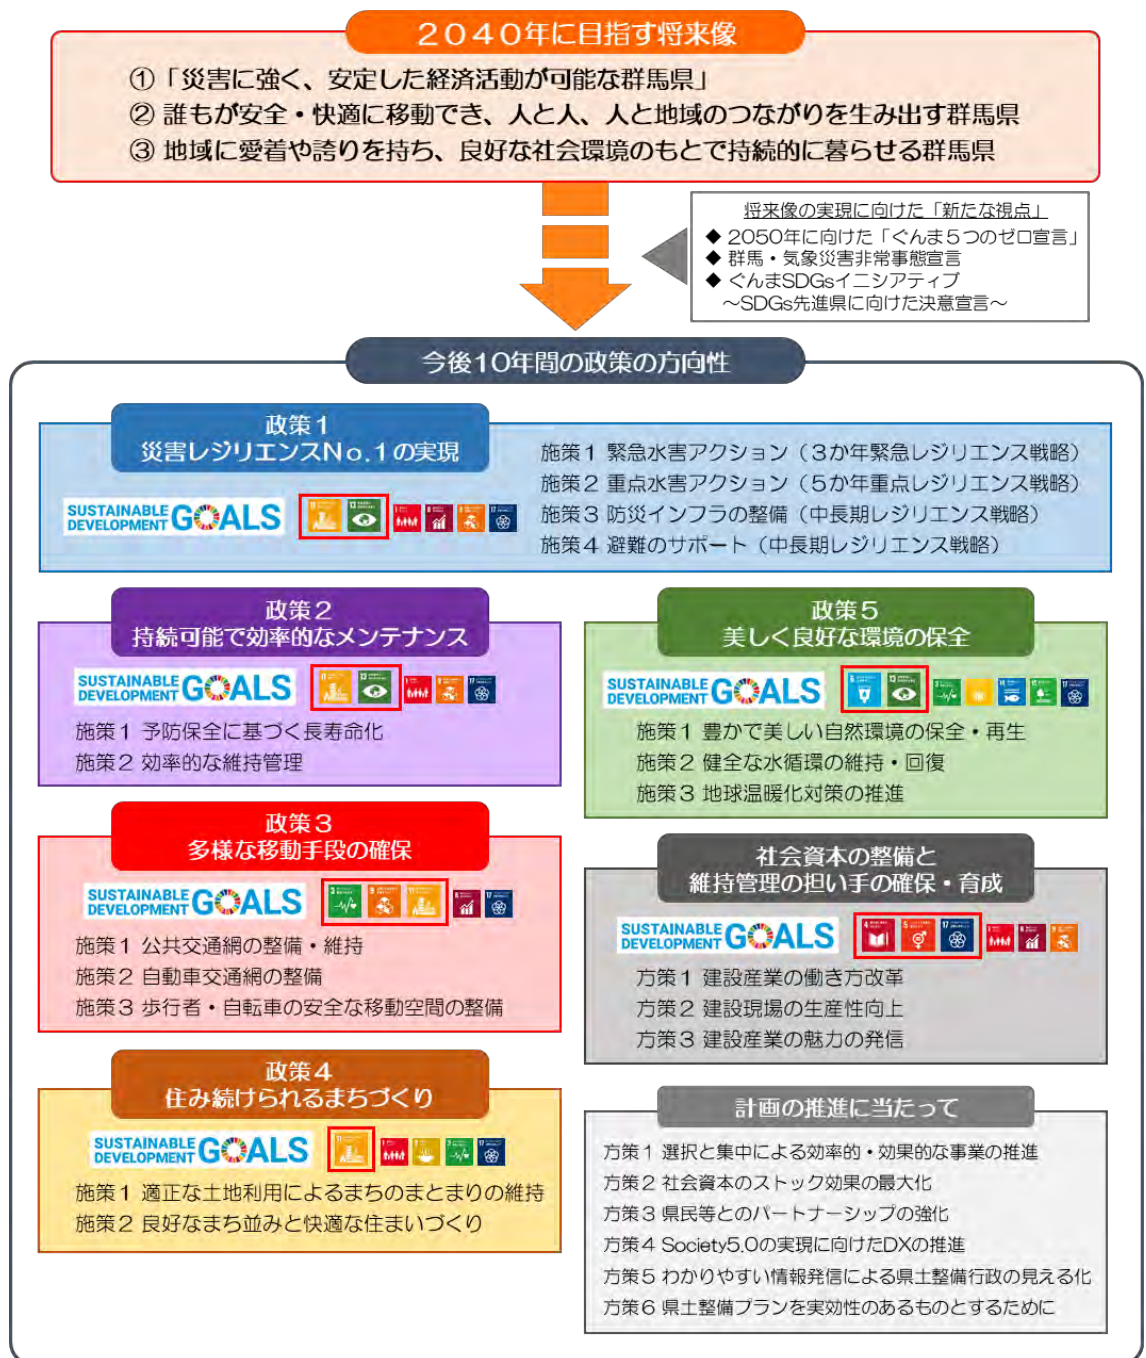 2040年に目指す将来像
①「災害に強く、安定した経済活動が可能な群馬県」
② 誰もが安全・快適に移動でき、人と人、人と地域のつながりを生み出す群馬県
③ 地域に愛着や誇りを持ち、良好な社会環境のもとで持続的に暮らせる群馬県
将来像の実現に向けた「新たな視点」
◆ 2050年に向けた「ぐんま5つのゼロ宣言」
◆ 群馬・気象災害非常事態宣言
◆ ぐんまSDGsイニシアティブ
～SDGs先進県に向けた決意宣言～
今後10年間の政策の方向性
政策1
災害レジリエンスNo.1の実現
SUSTAINABLE
DEVELOPMENT GOALS
施策1 緊急水害アクション（3か年緊急レジリエンス戦略）
施策2 重点水害アクション（5か年重点レジリエンス戦略）
施策3 防災インフラの整備（中長期レジリエンス戦略）
施策4 避難のサポート（中長期レジリエンス戦略）
政策2
持続可能で効率的なメンテナンス
SUSTAINABLE
DEVELOPMENT GOALS
施策1 予防保全に基づく長寿命化
施策2 効率的な維持管理
政策3
多様な移動手段の確保
SUSTAINABLE
DEVELOPMENT GOALS
施策1 公共交通網の整備・維持
施策2 自動車交通網の整備
施策3 歩行者・自転車の安全な移動空間の整備
政策4
住み続けられるまちづくり
SUSTAINABLE
DEVELOPMENT GOALS
施策1 適正な土地利用によるまちのまとまりの維持
施策2 良好なまち並みと快適な住まいづくり
政策5
美しく良好な環境の保全
SUSTAINABLE
DEVELOPMENT GOALS
施策1 豊かで美しい自然環境の保全・再生
施策2 健全な水循環の維持・回復
施策3 地球温暖化対策の推進
社会資本の整備と
維持管理の担い手の確保・育成
SUSTAINABLE
DEVELOPMENT GOALS
方策1 建設産業の働き方改革
方策2 建設現場の生産性向上
方策3 建設産業の魅力の発信
計画の推進に当たって
方策1 選択と集中による効率的・効果的な事業の推進
方策2 社会資本のストック効果の最大化
方策3 県民等とのパートナーシップの強化
方策4 Society5.0の実現に向けたDXの推進
方策5 わかりやすい情報発信による県土整備行政の見える化
方策6 県土整備プランを実効性のあるものとするために